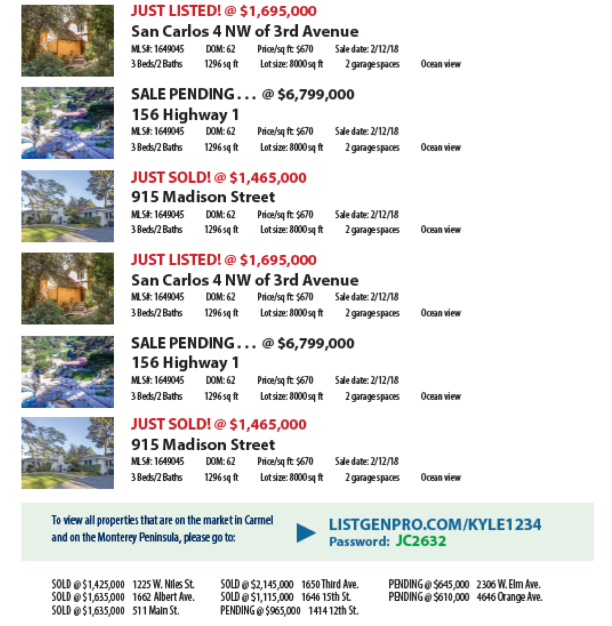 JUST LISTED! @ $1,695,000
San Carlos 4 NW of 3rd Avenue
MLS#: 1649045 DOM: 62 Price/sq ft: $670 Sale date: 2/12/18
3 Beds/2 Baths 1296 sq ft Lot size: 8000 sq ft 2 garage spaces Ocean view
SALE PENDING... @ $6,799,000
156 Highway 1
MLS#: 1649045 DOM: 62 Price/sq ft: $670 Sale date: 2/12/18
3 Beds/2 Baths 1296 sq ft Lot size: 8000 sq ft 2 garage spaces Ocean view
JUST SOLD! @ $1,465,000
915 Madison Street
MLS#: 1649045 DOM: 62 Price/sq ft: $670 Sale date: 2/12/18
3 Beds/2 Baths 1296 sq ft Lot size: 8000 sq ft 2 garage spaces Ocean view
JUST LISTED! @ $1,695,000
San Carlos 4 NW of 3rd Avenue
MLS#: 1649045 DOM: 62 Price/sq ft: $670 Sale date: 2/12/18
3 Beds/2 Baths 1296 sq ft Lot size: 8000 sq ft 2 garage spaces Ocean view
SALE PENDING... @ $6,799,000
156 Highway 1
MLS#: 1649045 DOM: 62 Price/sq ft: $670 Sale date: 2/12/18
3 Beds/2 Baths 1296 sq ft Lot size: 8000 sq ft 2 garage spaces Ocean view
JUST SOLD! @ $1,465,000
915 Madison Street
MLS#: 1649045 DOM: 62 Price/sq ft: $670 Sale date: 2/12/18
3 Beds/2 Baths 1296 sq ft Lot size: 8000 sq ft 2 garage spaces Ocean view
To view all properties that are on the market in Carmel
and on the Monterey Peninsula, please go to:
LISTGENPRO.COM/KYLE1234
Password: JC2632
SOLD @ $1,425,000 1225 W. Niles St.
SOLD @ $1,635,000 1662 Albert Ave.
SOLD @ $1,635,000 511 Main St.
SOLD @ $2,145,000 1650 Third Ave.
SOLD @ $1,115,000 1646 15th St.
PENDING @ $965,000 1414 12th St.
PENDING @ $645,000 2306 W. Elm Ave.
PENDING @ $610,000 4646 Orange Ave.